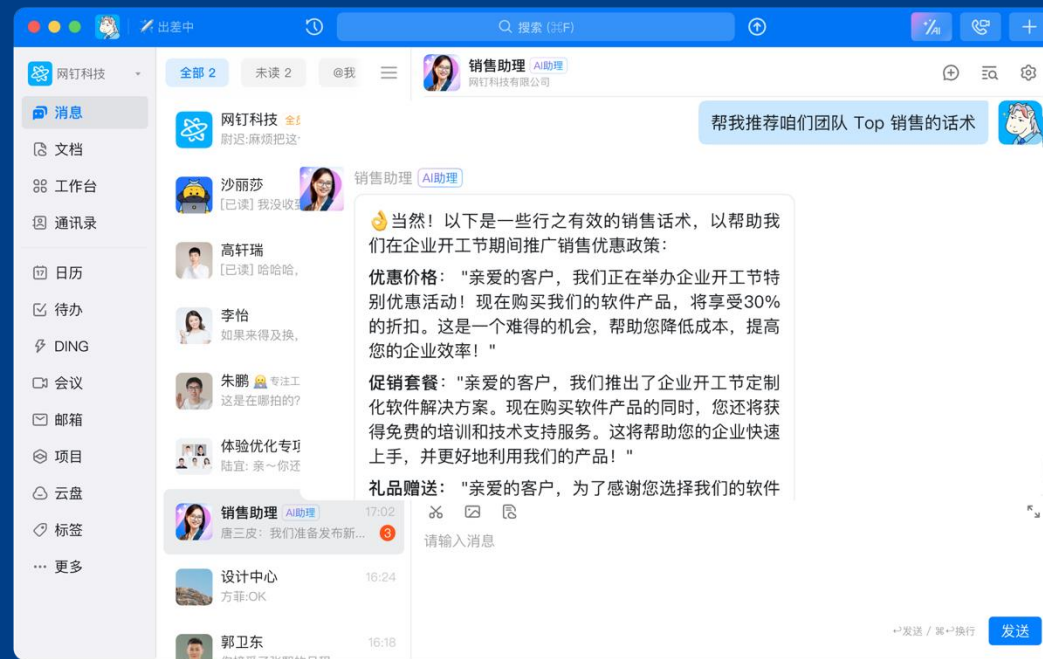 出差中
搜索 (⌘F)
AI
网钉科技
消息
文档
工作台
通讯录
17
日历
待办
DING
会议
邮箱
项目
云盘
标签
更多
全部 2
未读 2
@我
网钉科技
尉迟:麻烦把这
沙丽莎
[已读] 我没收
高轩瑞
[已读] 哈哈哈,
李怡
如果来得及换,
朱鹏 专注工
这是在哪拍的?
体验优化专项
陆宜: 亲～你还
销售助理 AI助理 17:02
唐三皮：我们准备发布新... 3
设计中心 16:24
方菲:OK
郭卫东 16:18
销售助理 AI助理
网钉科技有限公司
帮我推荐咱们团队 Top 销售的话术
销售助理 AI助理
👌当然！以下是一些行之有效的销售话术，以帮助我
们在企业开工节期间推广销售优惠政策：
优惠价格： "亲爱的客户，我们正在举办企业开工节特
别优惠活动！现在购买我们的软件产品，将享受30%
的折扣。这是一个难得的机会，帮助您降低成本，提高
您的企业效率！"
促销套餐："亲爱的客户，我们推出了企业开工节定制
化软件解决方案。现在购买软件产品的同时，您还将获
得免费的培训和技术支持服务。这将帮助您的企业快速
上手，并更好地利用我们的产品！"
礼品赠送： "亲爱的客户，为了感谢您选择我们的软件
请输入消息
↩发送 / ⌘↩换行
发送